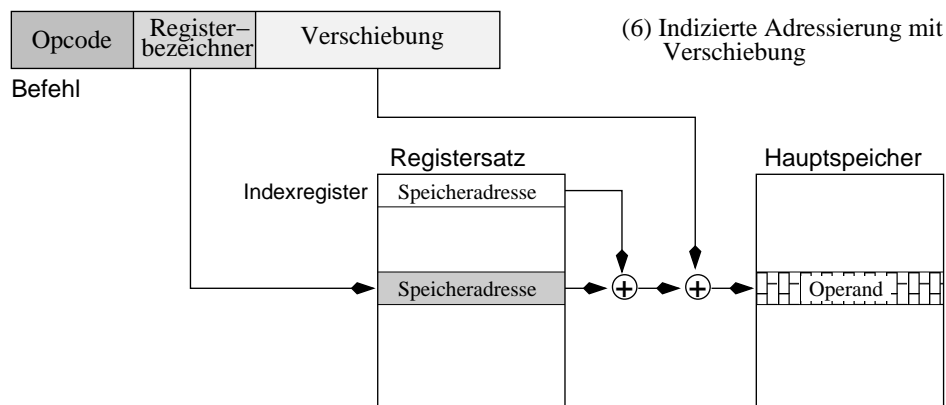 Opcode
Register–
bezeichner
Verschiebung
(6) Indizierte Adressierung mit
Verschiebung
Befehl
Registersatz
Hauptspeicher
Indexregister
Speicheradresse
Speicheradresse
+
+
Operand